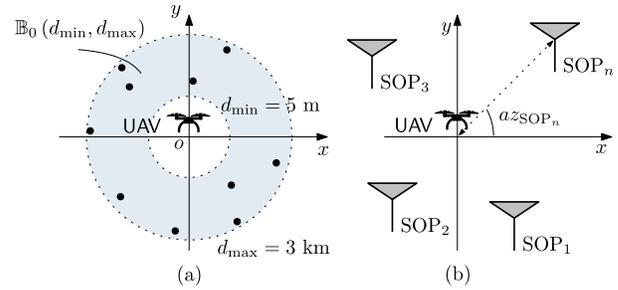 𝔹₀ (d_min, d_max)
y
d_min = 5 m
UAV
o
x
d_max = 3 km
(a)
y
SOP_n
SOP₃
az_SOP_n
UAV
x
SOP₂
SOP₁
(b)